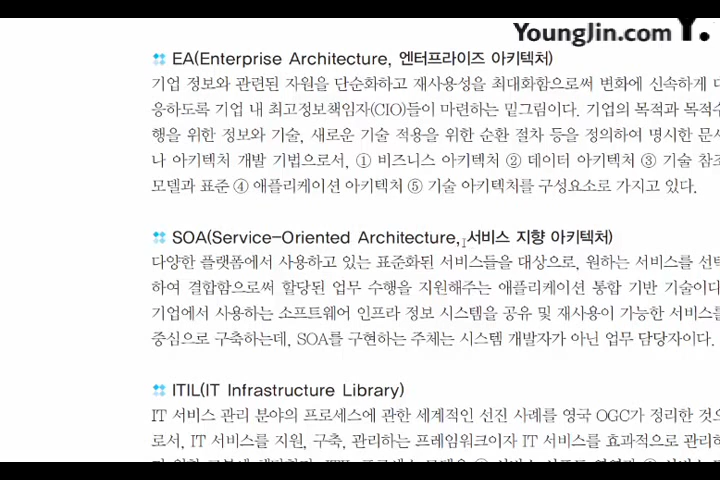 YoungJin.com Y.
EA(Enterprise Architecture, 엔터프라이즈 아키텍처)
기업 정보와 관련된 자원을 단순화하고 재사용성을 최대화함으로써 변화에 신속하게
응하도록 기업 내 최고정보책임자(CIO)들이 마련하는 밑그림이다. 기업의 목적과
행을 위한 정보와 기술, 새로운 기술 적용을 위한 순환 절차 등을 정의하여 명시한
나 아키텍처 개발 기법으로서, ① 비즈니스 아키텍처 ② 데이터 아키텍처 ③ 기술
모델과 표준 ④ 애플리케이션 아키텍처 ⑤ 기술 아키텍처를 구성요소로 가지고 있다.
SOA(Service-Oriented Architecture, 서비스 지향 아키텍처)
다양한 플랫폼에서 사용하고 있는 표준화된 서비스들을 대상으로, 원하는 서비스를
하여 결합함으로써 할당된 업무 수행을 지원해주는 애플리케이션 통합 기반 기술이다
기업에서 사용하는 소프트웨어 인프라 정보 시스템을 공유 및 재사용이 가능한 서비스를
중심으로 구축하는데, SOA를 구현하는 주체는 시스템 개발자가 아닌 업무 담당자이다.
ITIL(IT Infrastructure Library)
IT 서비스 관리 분야의 프로세스에 관한 세계적인 선진 사례를 영국 OGC가 정리한
로서, IT 서비스를 지원, 구축, 관리하는 프레임워크이자 IT 서비스를 효과적으로